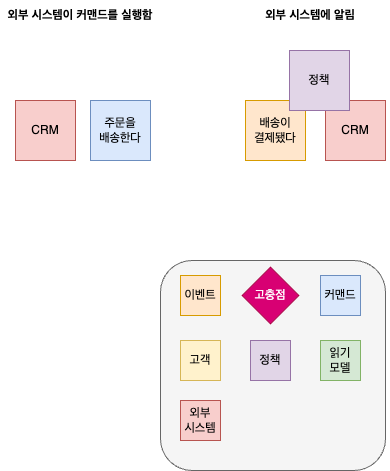 외부 시스템이 커맨드를 실행함
외부 시스템에 알림
정책
CRM
주문을
배송한다
배송이
결제됐다
CRM
이벤트
고충점
커맨드
고객
정책
읽기
모델
외부
시스템